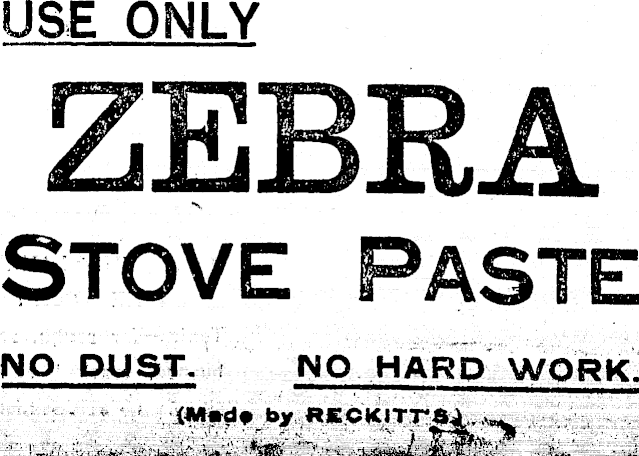 USE ONLY
ZEBRA
STOVE PASTE
NO DUST. NO HARD WORK.
(Made by RECKITT'S)